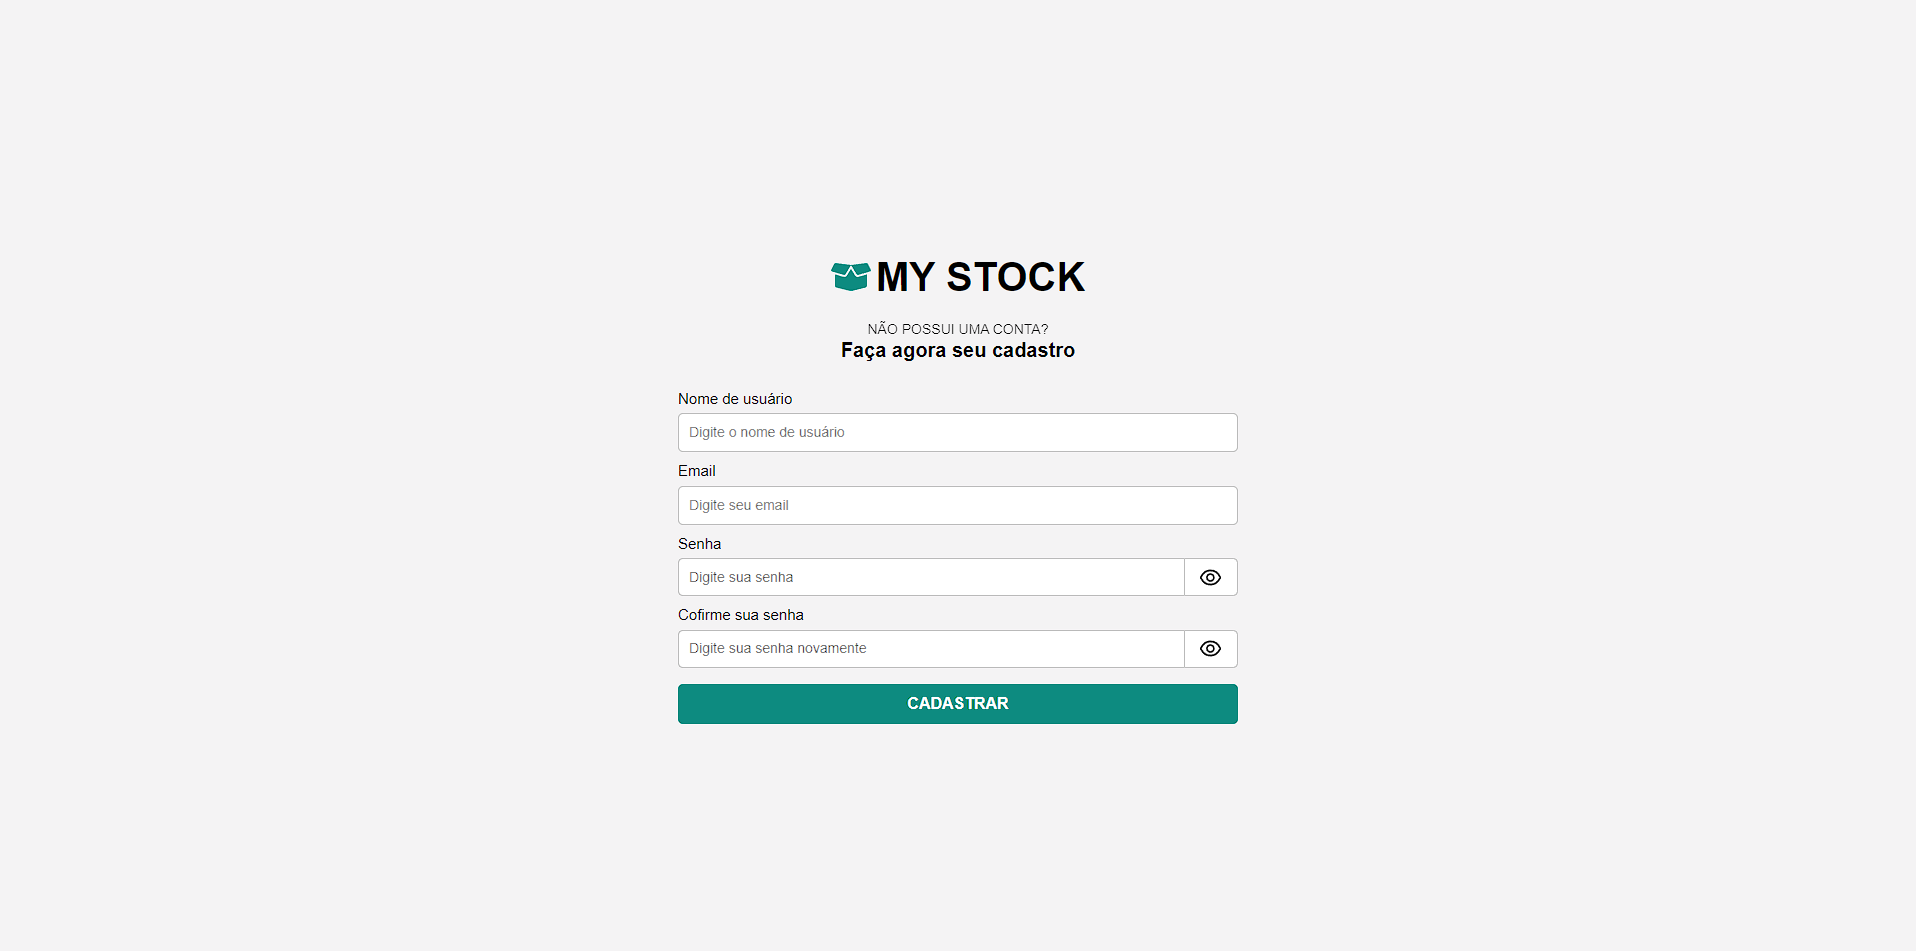 MY STOCK
NÃO POSSUI UMA CONTA?
Faça agora seu cadastro
Nome de usuário
Digite o nome de usuário
Email
Digite seu email
Senha
Digite sua senha
Cofirme sua senha
Digite sua senha novamente
CADASTRAR